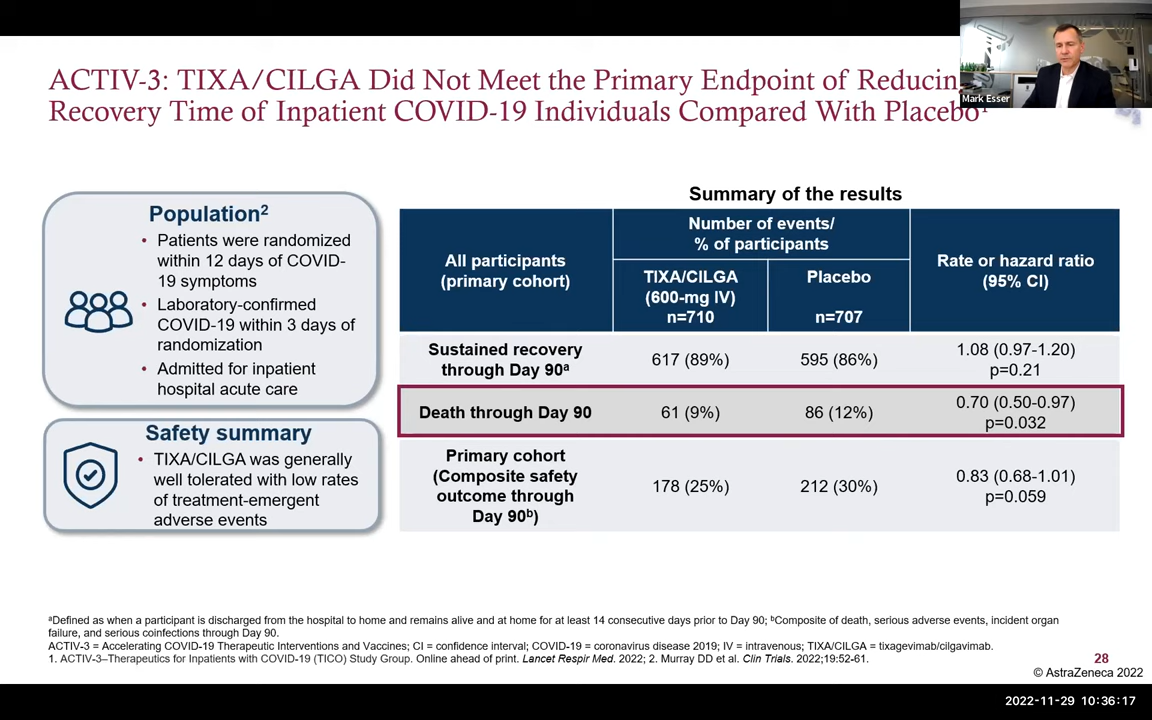 ACTIV-3: TIXA/CILGA Did Not Meet the Primary Endpoint of Reducin
Recovery Time of Inpatient COVID-19 Individuals Compared With Placebo¹
Mark Esser
Population²
• Patients were randomized
within 12 days of COVID-
19 symptoms
• Laboratory-confirmed
COVID-19 within 3 days of
randomization
• Admitted for inpatient
hospital acute care
Safety summary
• TIXA/CILGA was generally
well tolerated with low rates
of treatment-emergent
adverse events
Summary of the results
All participants
(primary cohort)
Number of events/
% of participants
TIXA/CILGA
(600-mg IV)
n=710
Placebo
n=707
Rate or hazard ratio
(95% CI)
Sustained recovery
through Day 90ᵃ
617 (89%)
595 (86%)
1.08 (0.97-1.20)
p=0.21
Death through Day 90
61 (9%)
86 (12%)
0.70 (0.50-0.97)
p=0.032
Primary cohort
(Composite safety
outcome through
Day 90ᵇ)
178 (25%)
212 (30%)
0.83 (0.68-1.01)
p=0.059
ᵃDefined as when a participant is discharged from the hospital to home and remains alive and at home for at least 14 consecutive days prior to Day 90; ᵇComposite of death, serious adverse events, incident organ
failure, and serious coinfections through Day 90.
ACTIV-3 = Accelerating COVID-19 Therapeutic Interventions and Vaccines; CI = confidence interval; COVID-19 = coronavirus disease 2019; IV = intravenous; TIXA/CILGA = tixagevimab/cilgavimab.
1. ACTIV-3–Therapeutics for Inpatients with COVID-19 (TICO) Study Group. Online ahead of print. Lancet Respir Med. 2022; 2. Murray DD et al. Clin Trials. 2022;19:52-61.
28
© AstraZeneca 2022
2022-11-29 10:36:17